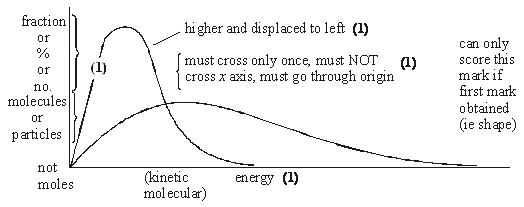 fraction
or
%
or
no.
molecules
or
particles
not
moles
(1)
higher and displaced to left (1)
must cross only once, must NOT (1)
cross x axis, must go through origin
can only
score this
mark if
first mark
obtained
(ie shape)
(kinetic energy (1)
molecular)